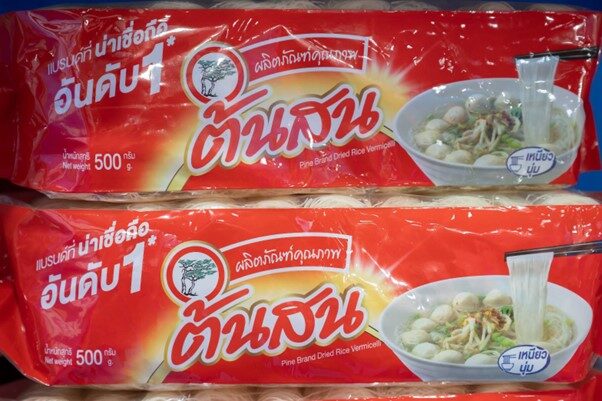 แบรนด์ที่ น่าเชื่อถือ
อันดับ 1*
น้ำหนักสุทธิ 500 กรัม
Net weight 500 g.
ผลิตภัณฑ์คุณภาพ
ต้นสน
Pine Brand Dried Rice Vermicelli
เหนียว
นุ่ม
แบรนด์ที่ น่าเชื่อถือ
อันดับ 1*
น้ำหนักสุทธิ 500 กรัม
Net weight 500 g.
ผลิตภัณฑ์คุณภาพ
ต้นสน
Pine Brand Dried Rice Vermicelli
เหนียว
นุ่ม